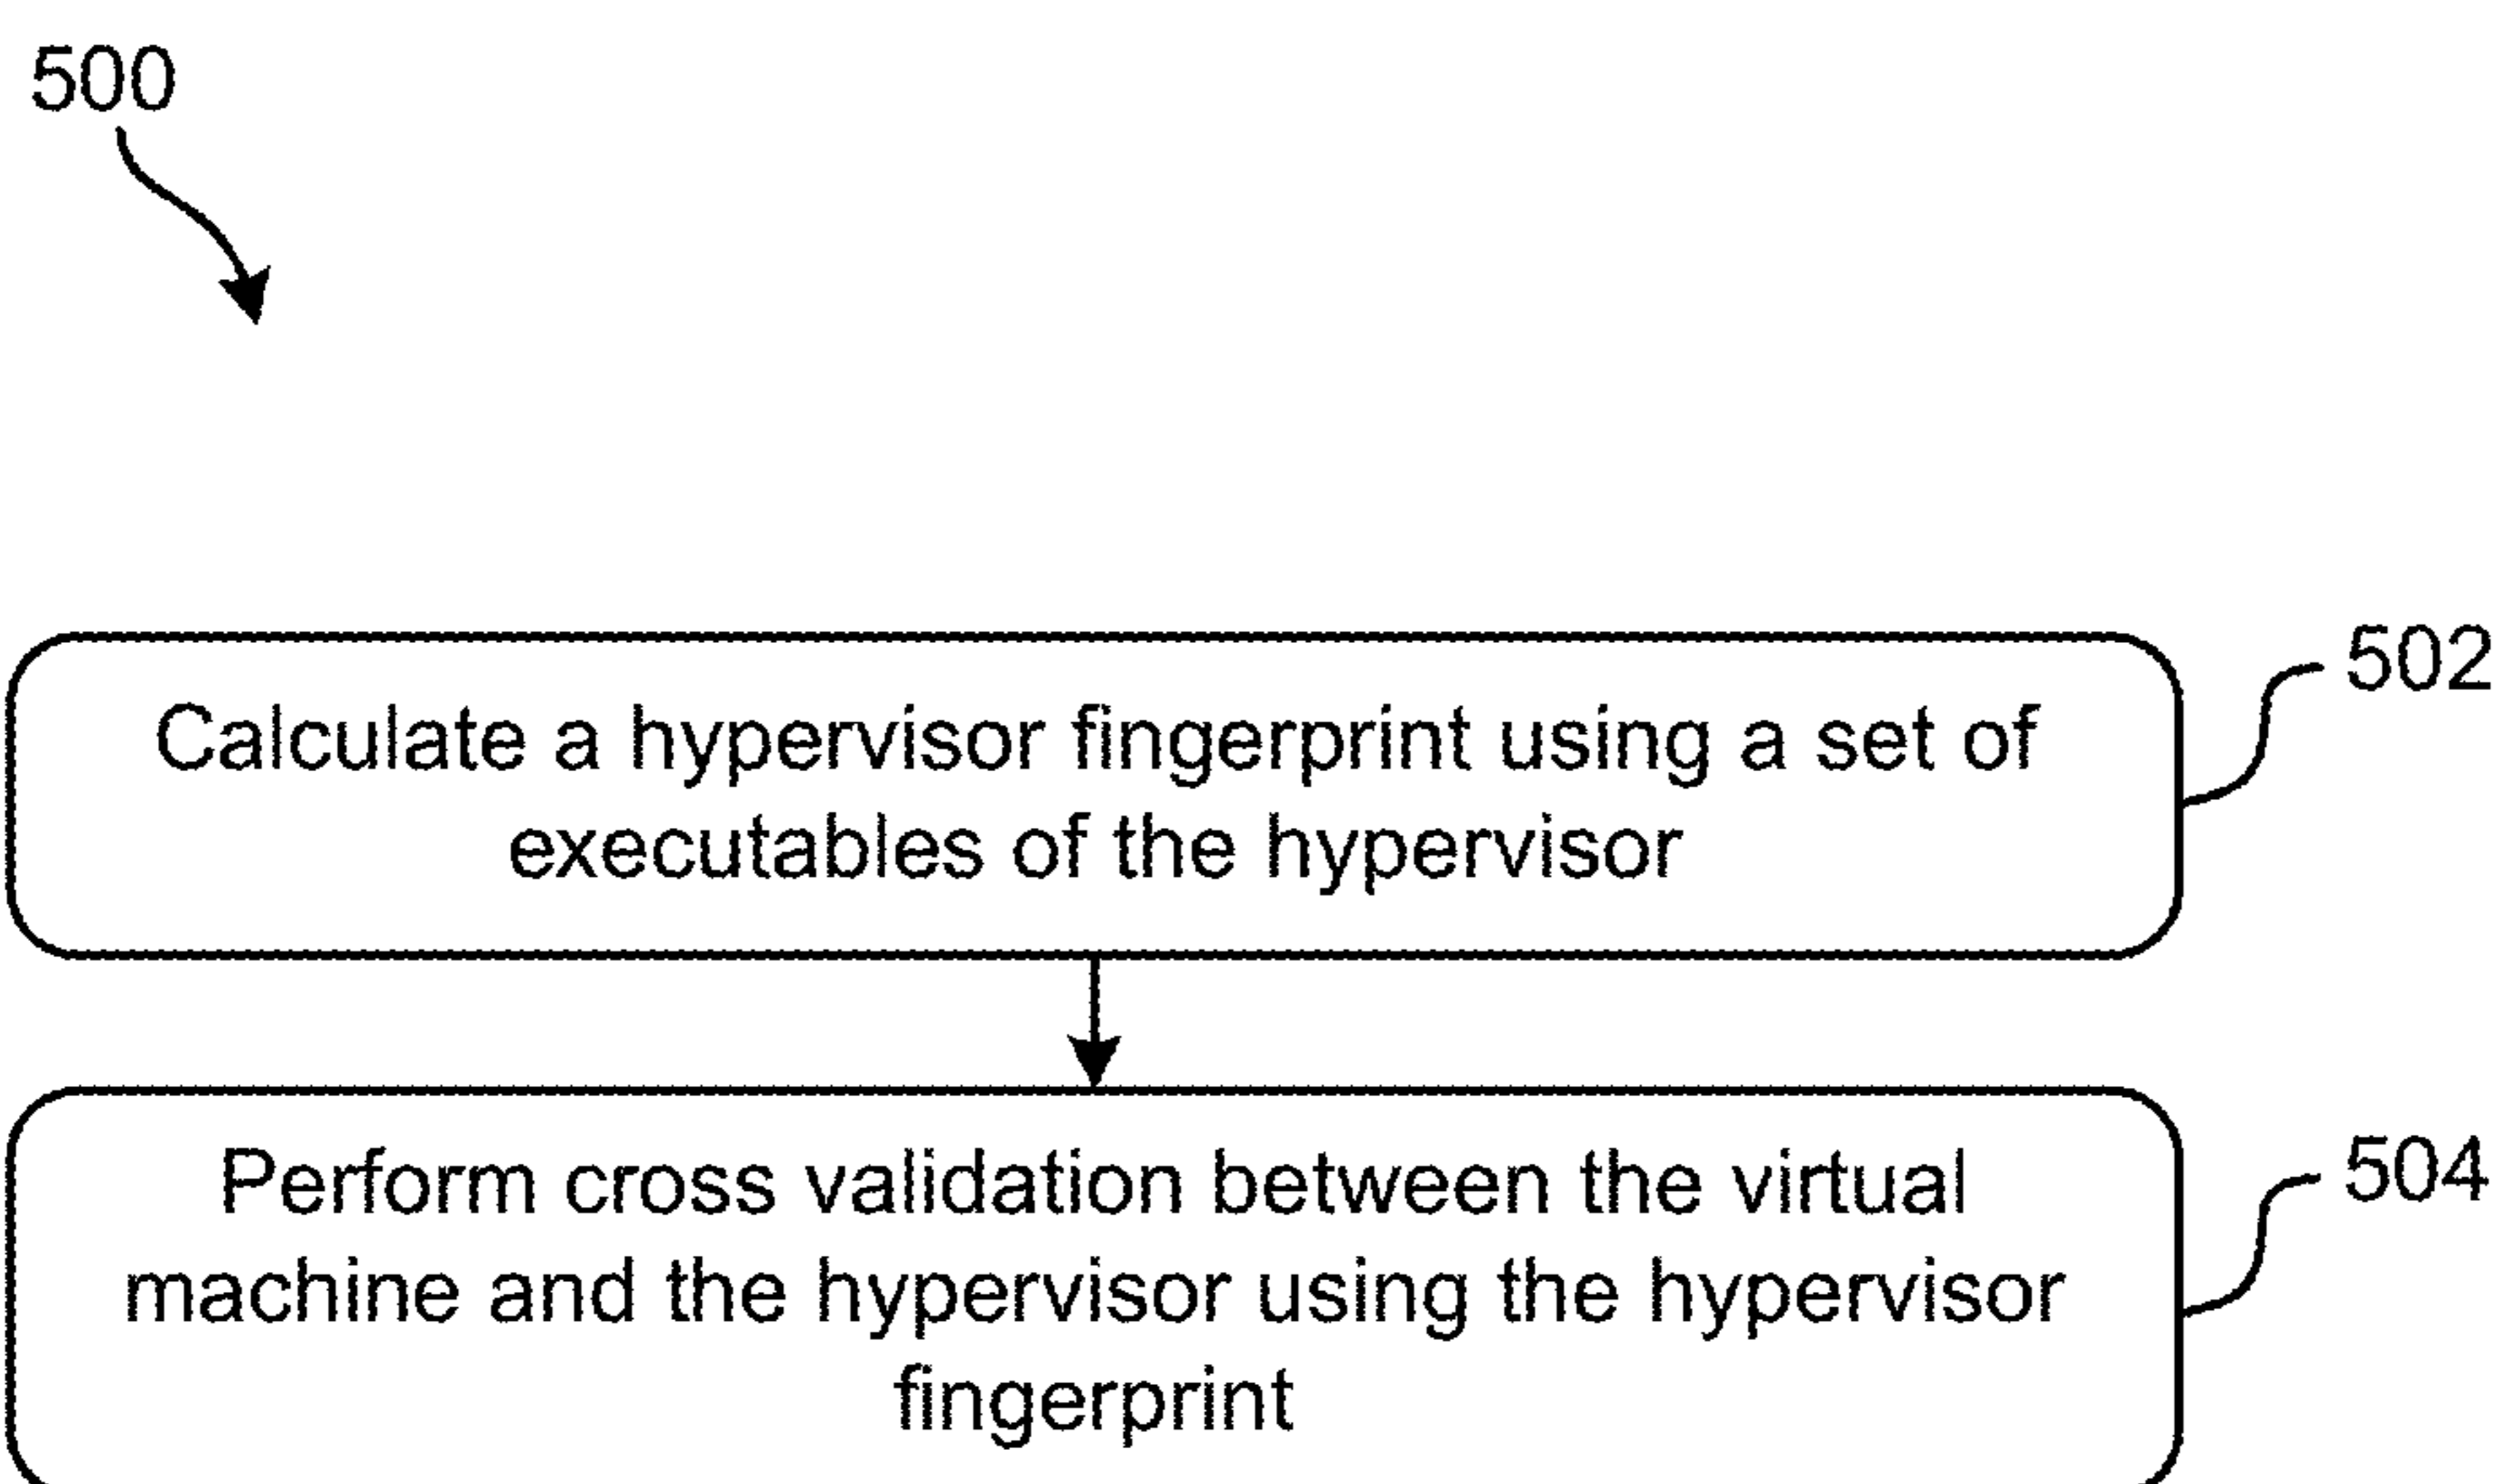 500
502
Calculate a hypervisor fingerprint using a set of
executables of the hypervisor
504
Perform cross validation between the virtual
machine and the hypervisor using the hypervisor
fingerprint